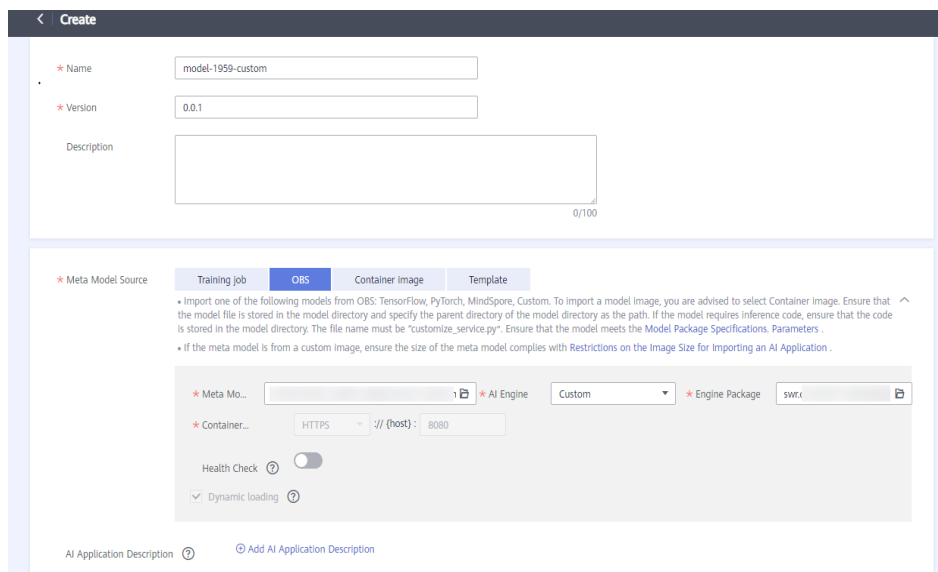 Create
* Name
model-1959-custom
* Version
0.0.1
Description
0/100
* Meta Model Source
Training job
OBS
Container image
Template
• Import one of the following models from OBS: TensorFlow, PyTorch, MindSpore, Custom. To import a model image, you are advised to select Container image. Ensure that
the model file is stored in the model directory and specify the parent directory of the model directory as the path. If the model requires inference code, ensure that the code
is stored in the model directory. The file name must be "customize_service.py". Ensure that the model meets the Model Package Specifications. Parameters .
• If the meta model is from a custom image, ensure the size of the meta model complies with Restrictions on the Image Size for Importing an AI Application .
* Meta Mo...
* AI Engine
Custom
* Engine Package
swr.
* Container...
HTTPS
:// {host} :
8080
Health Check
Dynamic loading
AI Application Description
Add AI Application Description